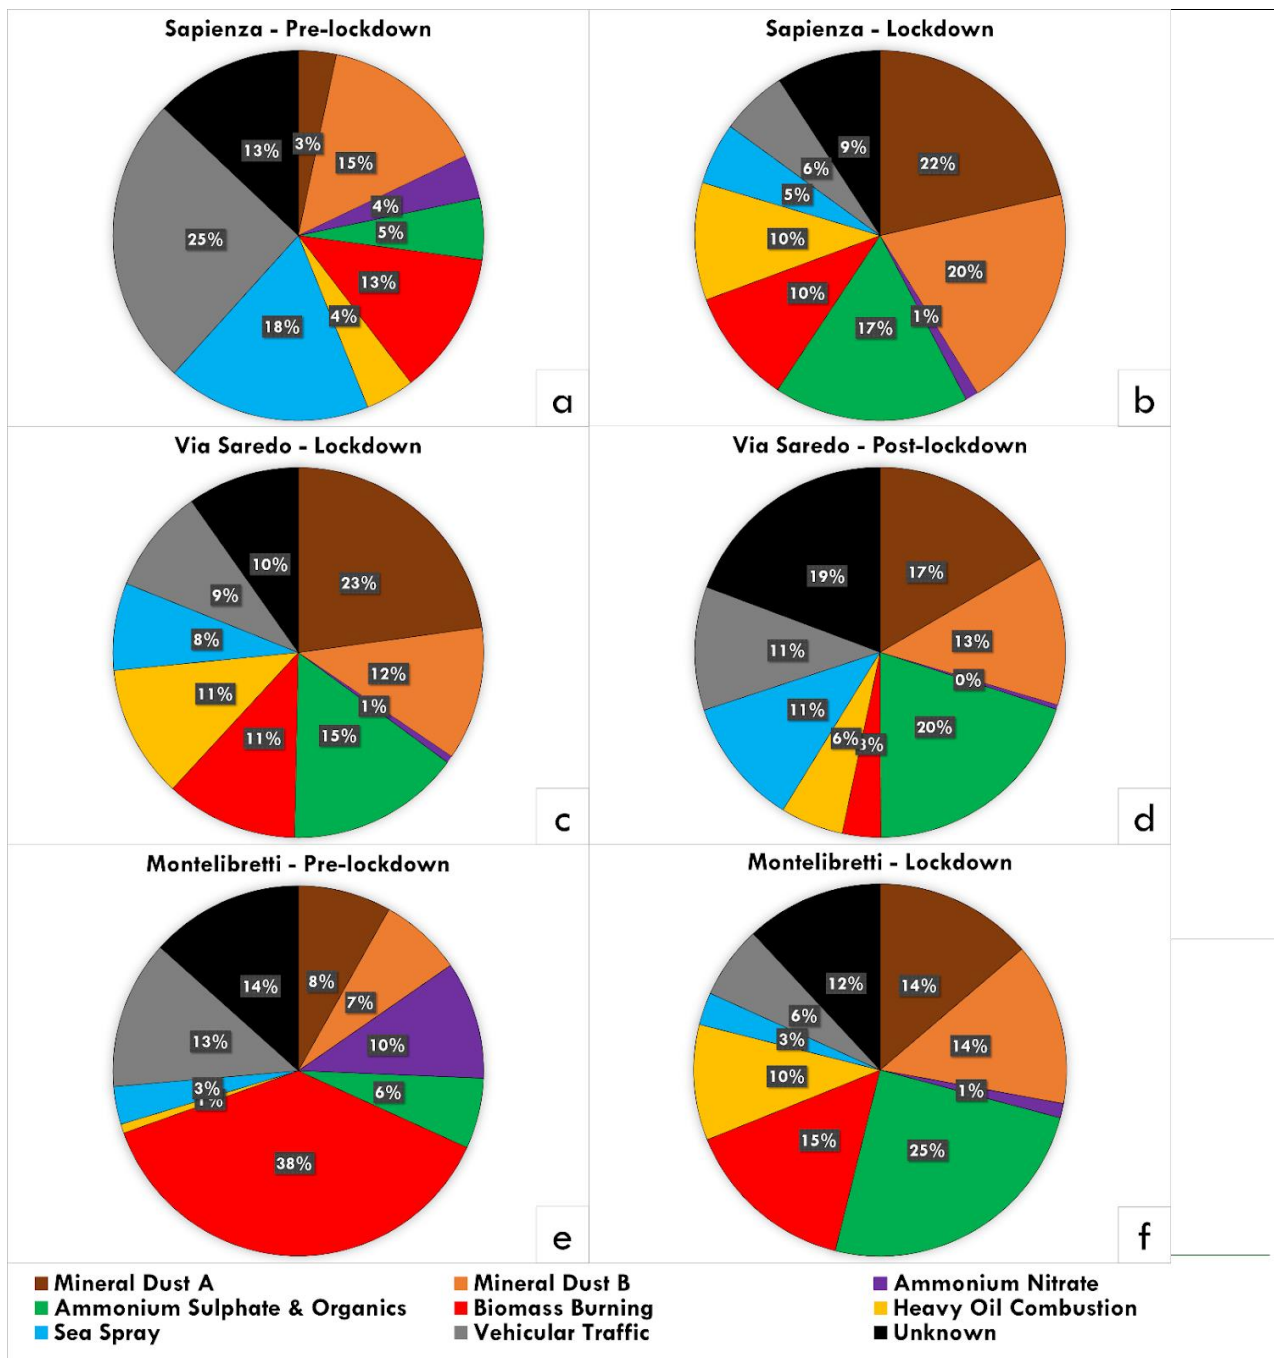 Sapienza - Pre-lockdown
3%
15%
4%
5%
13%
4%
18%
25%
13%
a
Sapienza - Lockdown
22%
20%
1%
17%
10%
10%
5%
6%
9%
b
Via Saredo - Lockdown
23%
12%
1%
15%
11%
11%
8%
9%
10%
c
Via Saredo - Post-lockdown
17%
13%
0%
20%
3%
6%
11%
11%
19%
d
Montelibretti - Pre-lockdown
8%
7%
10%
6%
38%
1%
3%
13%
14%
e
Montelibretti - Lockdown
14%
14%
1%
25%
15%
10%
3%
6%
12%
f
Mineral Dust A
Mineral Dust B
Ammonium Nitrate
Ammonium Sulphate & Organics
Biomass Burning
Heavy Oil Combustion
Sea Spray
Vehicular Traffic
Unknown